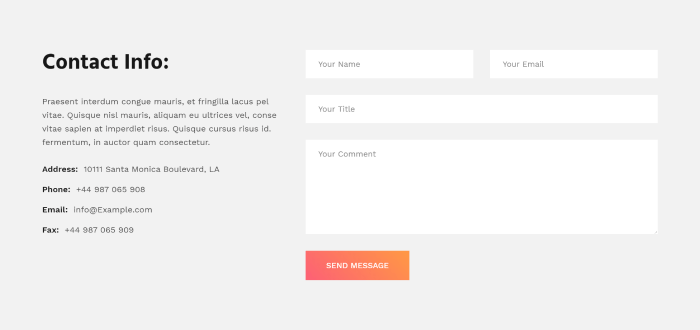 Contact Info:
Praesent interdum congue mauris, et fringilla lacus pel
vitae. Quisque nisl mauris, aliquam eu ultrices vel, conse
vitae sapien at imperdiet risus. Quisque cursus risus id.
fermentum, in auctor quam consectetur.
Address: 10111 Santa Monica Boulevard, LA
Phone: +44 987 065 908
Email: info@Example.com
Fax: +44 987 065 909
Your Name
Your Email
Your Title
Your Comment
SEND MESSAGE